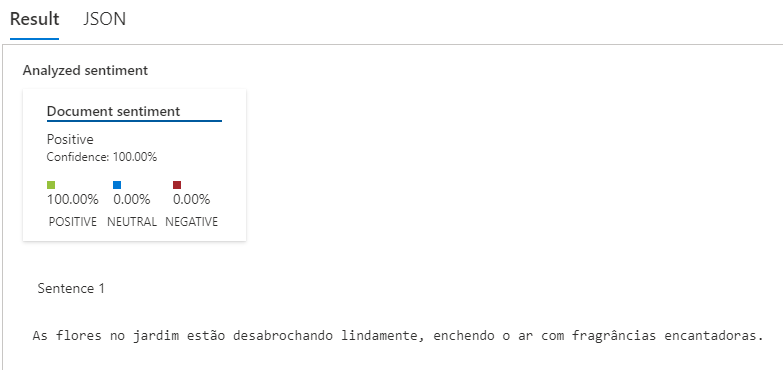 Result JSON
Analyzed sentiment
Document sentiment
Positive
Confidence: 100.00%
100.00% 0.00% 0.00%
POSITIVE NEUTRAL NEGATIVE
Sentence 1
As flores no jardim estão desabrochando lindamente, enchendo o ar com fragrâncias encantadoras.